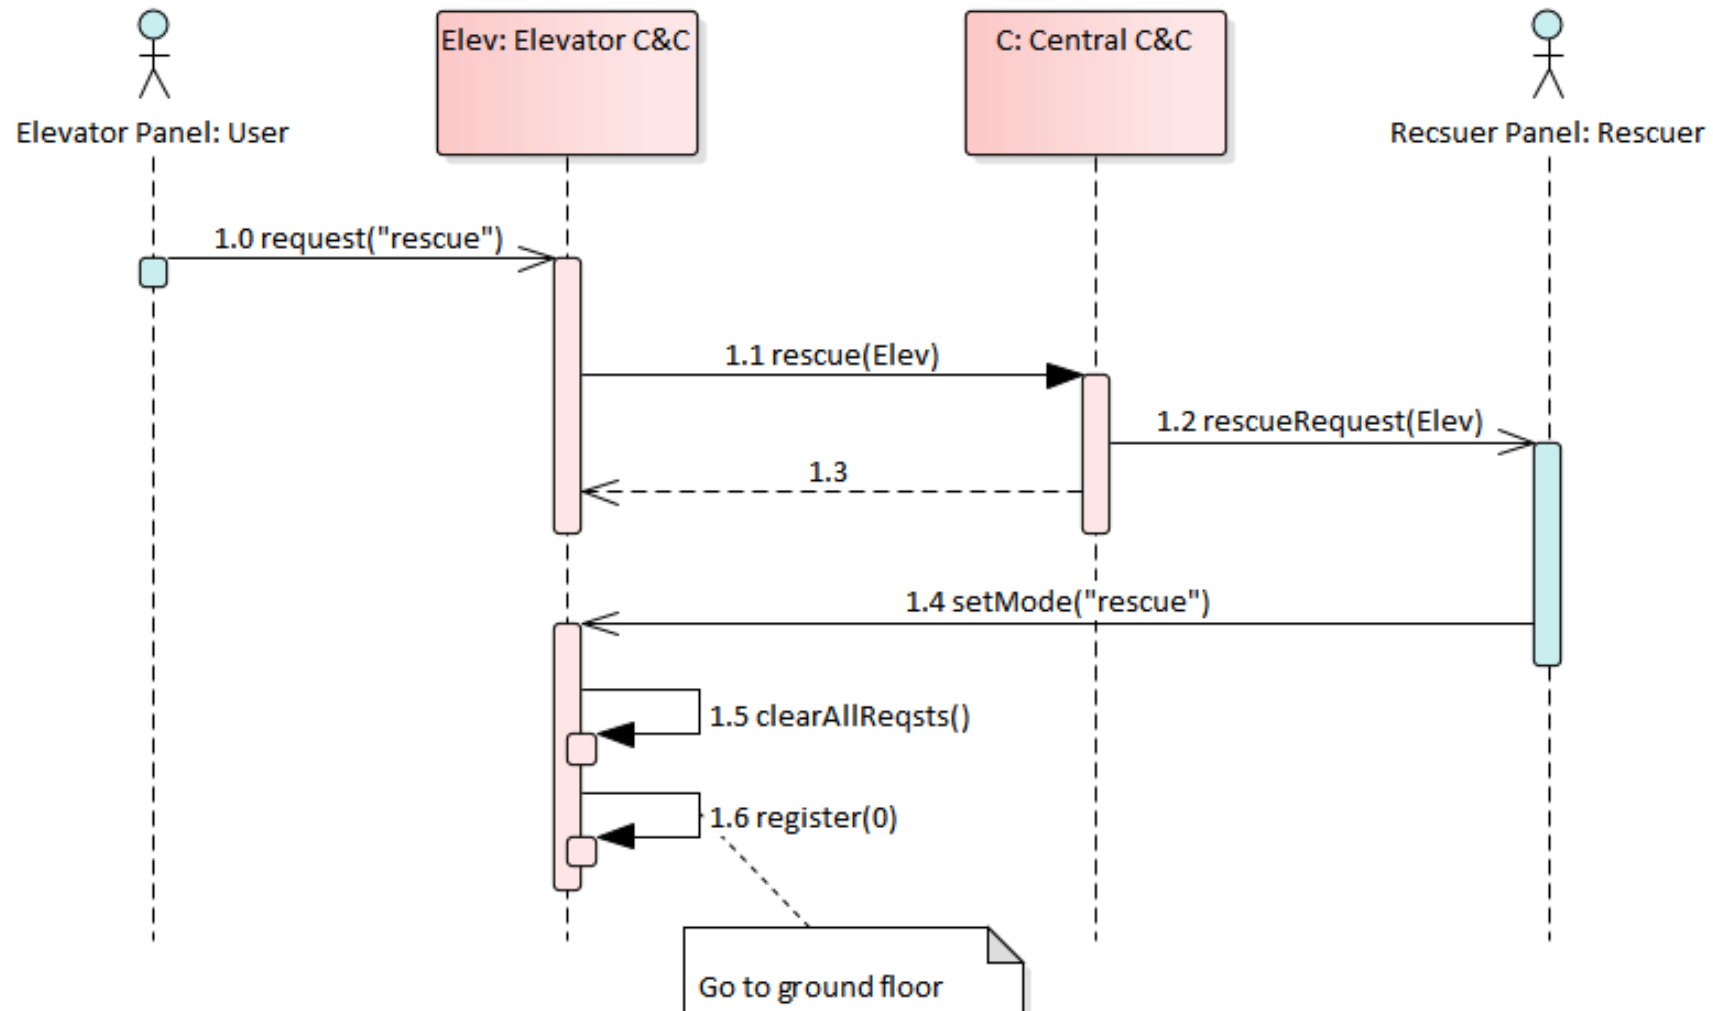 Elev: Elevator C&C
C: Central C&C
Elevator Panel: User
Recsuer Panel: Rescuer
1.0 request("rescue")
1.1 rescue(Elev)
1.2 rescueRequest(Elev)
1.3
1.4 setMode("rescue")
1.5 clearAllReqsts()
1.6 register(0)
Go to ground floor